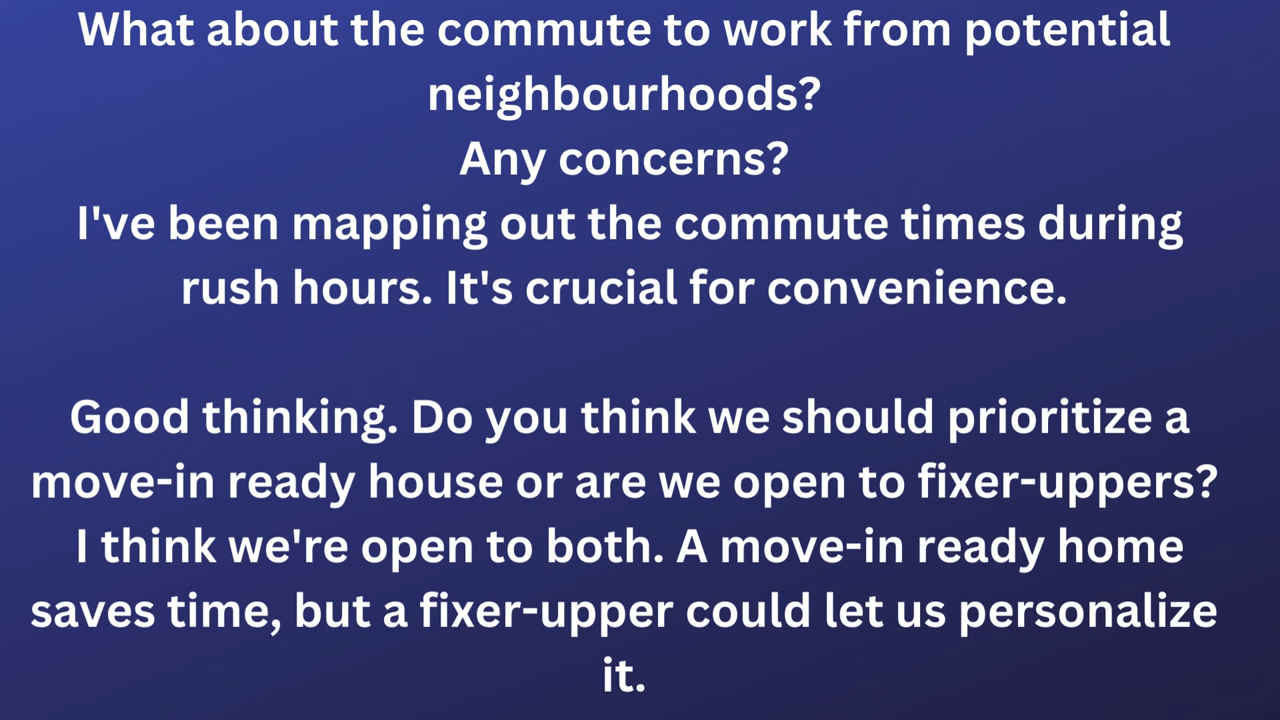 What about the commute to work from potential
neighbourhoods?
Any concerns?
I've been mapping out the commute times during
rush hours. It's crucial for convenience.
Good thinking. Do you think we should prioritize a
move-in ready house or are we open to fixer-uppers?
I think we're open to both. A move-in ready home
saves time, but a fixer-upper could let us personalize
it.